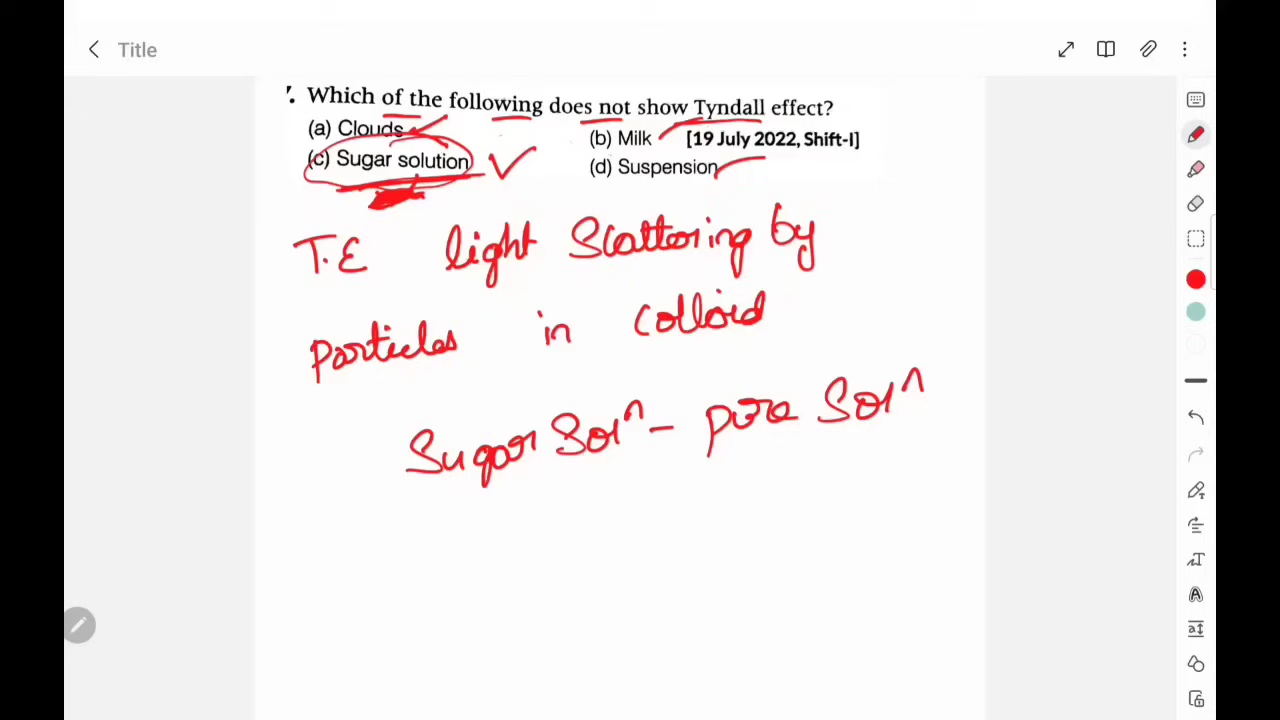 Title
. Which of the following does not show Tyndall effect?
(a) Clouds (b) Milk [19 July 2022, Shift-I]
(c) Sugar solution (d) Suspension
T.E light Scattering by
particles in colloid
Sugar Solⁿ - pure Solⁿ